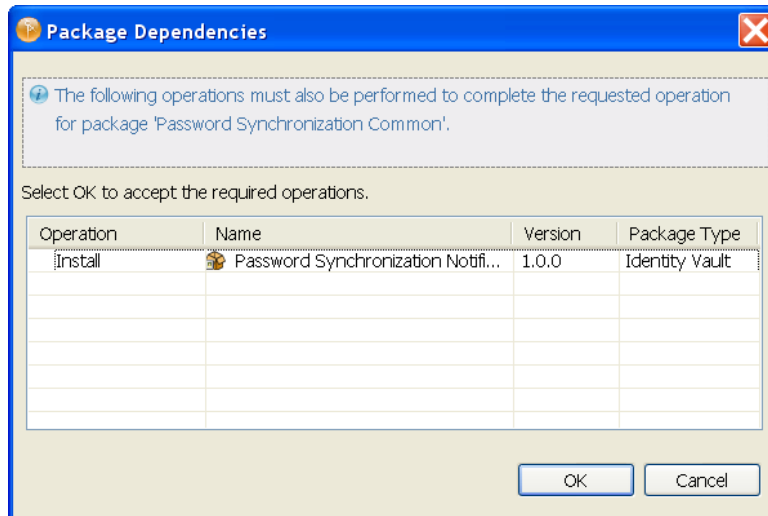 Package Dependencies
The following operations must also be performed to complete the requested operation
for package 'Password Synchronization Common'.
Select OK to accept the required operations.
Operation Name Version Package Type
Install Password Synchronization Notifi... 1.0.0 Identity Vault
OK Cancel